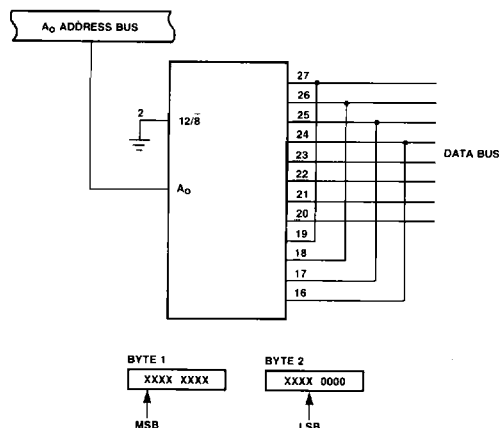 A₀ ADDRESS BUS
27
26
2
25
12/8̅
24
DATA BUS
23
22
A₀
21
20
19
18
17
16
BYTE 1
BYTE 2
XXXX XXXX
XXXX 0000
MSB
LSB